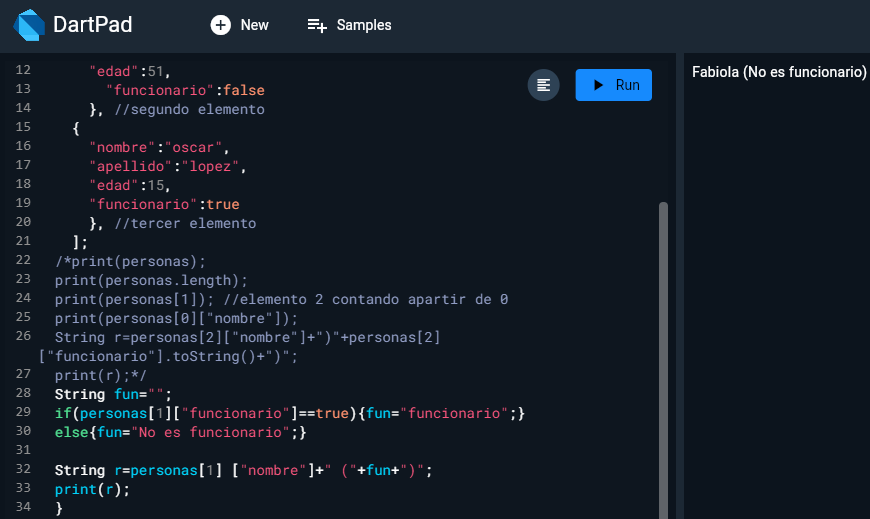 DartPad
New
Samples
12 "edad":51,
13 "funcionario":false
14 }, //segundo elemento
15 {
16 "nombre":"oscar",
17 "apellido":"lopez",
18 "edad":15,
19 "funcionario":true
20 }, //tercer elemento
21 ];
22 /*print(personas);
23 print(personas.length);
24 print(personas[1]); //elemento 2 contando apartir de 0
25 print(personas[0]["nombre"]);
26 String r=personas[2]["nombre"]+")"+personas[2]
["funcionario"].toString()+")";
27 print(r);*/
28 String fun="";
29 if(personas[1]["funcionario"]==true){fun="funcionario";}
30 else{fun="No es funcionario";}
31
32 String r=personas[1] ["nombre"]+" ("+fun+")";
33 print(r);
34 }
Run
Fabiola (No es funcionario)